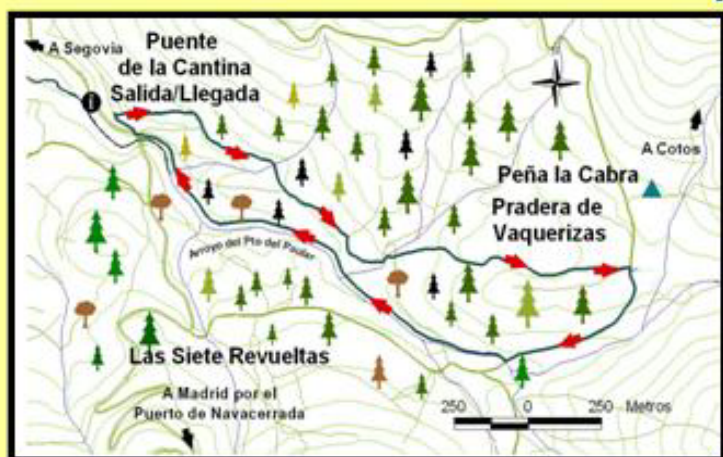 A Segovia
Puente
de la Cantina
Salida/Llegada
i
A Cotos
Peña la Cabra
Pradera de
Vaquerizas
Arroyo del Pto del Paular
Las Siete Revueltas
A Madrid por el
Puerto de Navacerrada
250 0 250 Metros